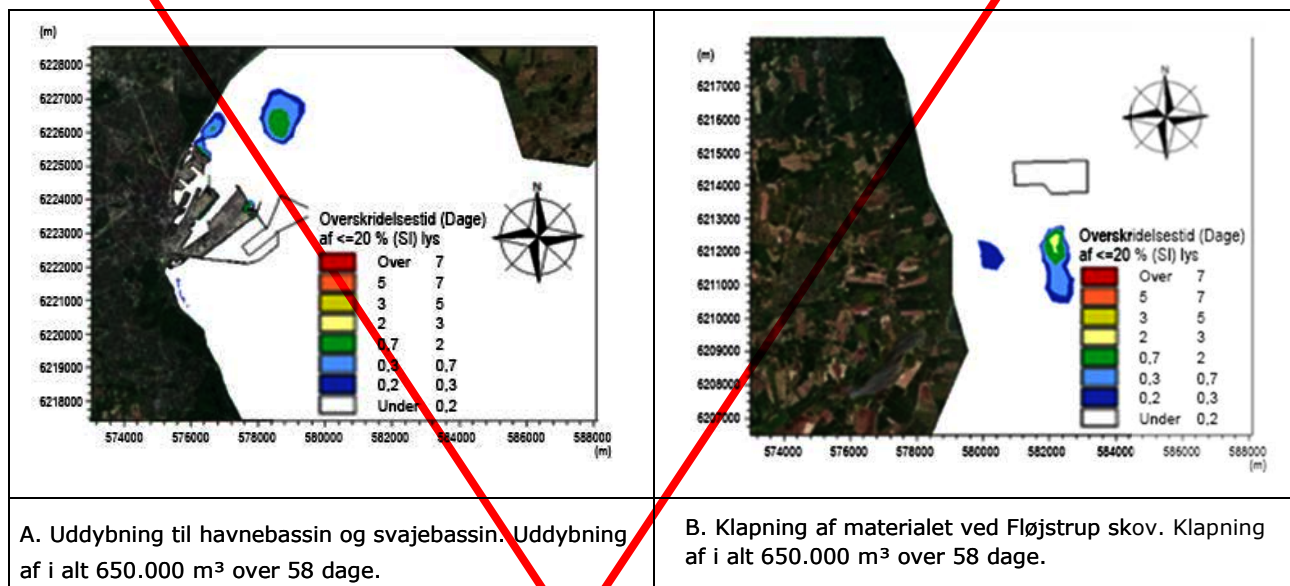 (m)
6228000
6227000
6226000
6225000
6224000
6223000
6222000
6221000
6220000
6219000
6218000
N
Overskridelsestid (Dage)
af <=20 % (SI) lys
Over 7
5 7
3 5
2 3
0,7 2
0,3 0,7
0,2 0,3
Under 0,2
574000 576000 578000 580000 582000 584000 586000 588000
(m)
(m)
6217000
6216000
6215000
6214000
6213000
6212000
6211000
6210000
6209000
6208000
6207000
N
Overskridelsestid (Dage)
af <=20 % (SI) lys
Over 7
5 7
3 5
2 3
0,7 2
0,3 0,7
0,2 0,3
Under 0,2
574000 576000 578000 580000 582000 584000 586000 588000
(m)
A. Uddybning til havnebassin og svajebassin. Uddybning
af i alt 650.000 m³ over 58 dage.
B. Klapning af materialet ved Fløjstrup skov. Klapning
af i alt 650.000 m³ over 58 dage.